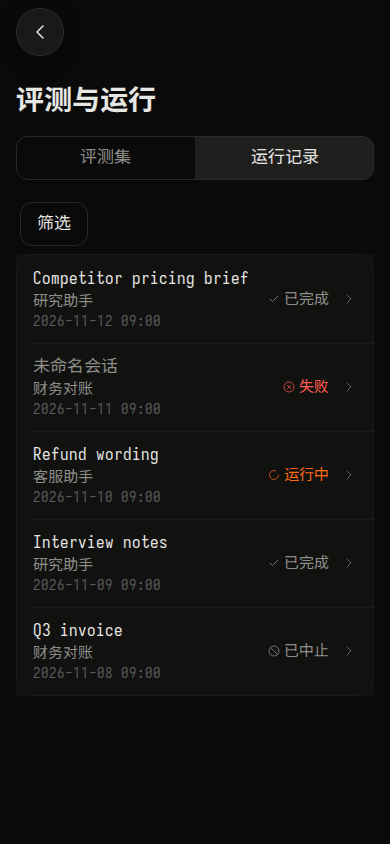 评测与运行
评测集
运行记录
筛选
Competitor pricing brief
研究助手
2026-11-12 09:00
已完成
未命名会话
财务对账
2026-11-11 09:00
失败
Refund wording
客服助手
2026-11-10 09:00
运行中
Interview notes
研究助手
2026-11-09 09:00
已完成
Q3 invoice
财务对账
2026-11-08 09:00
已中止